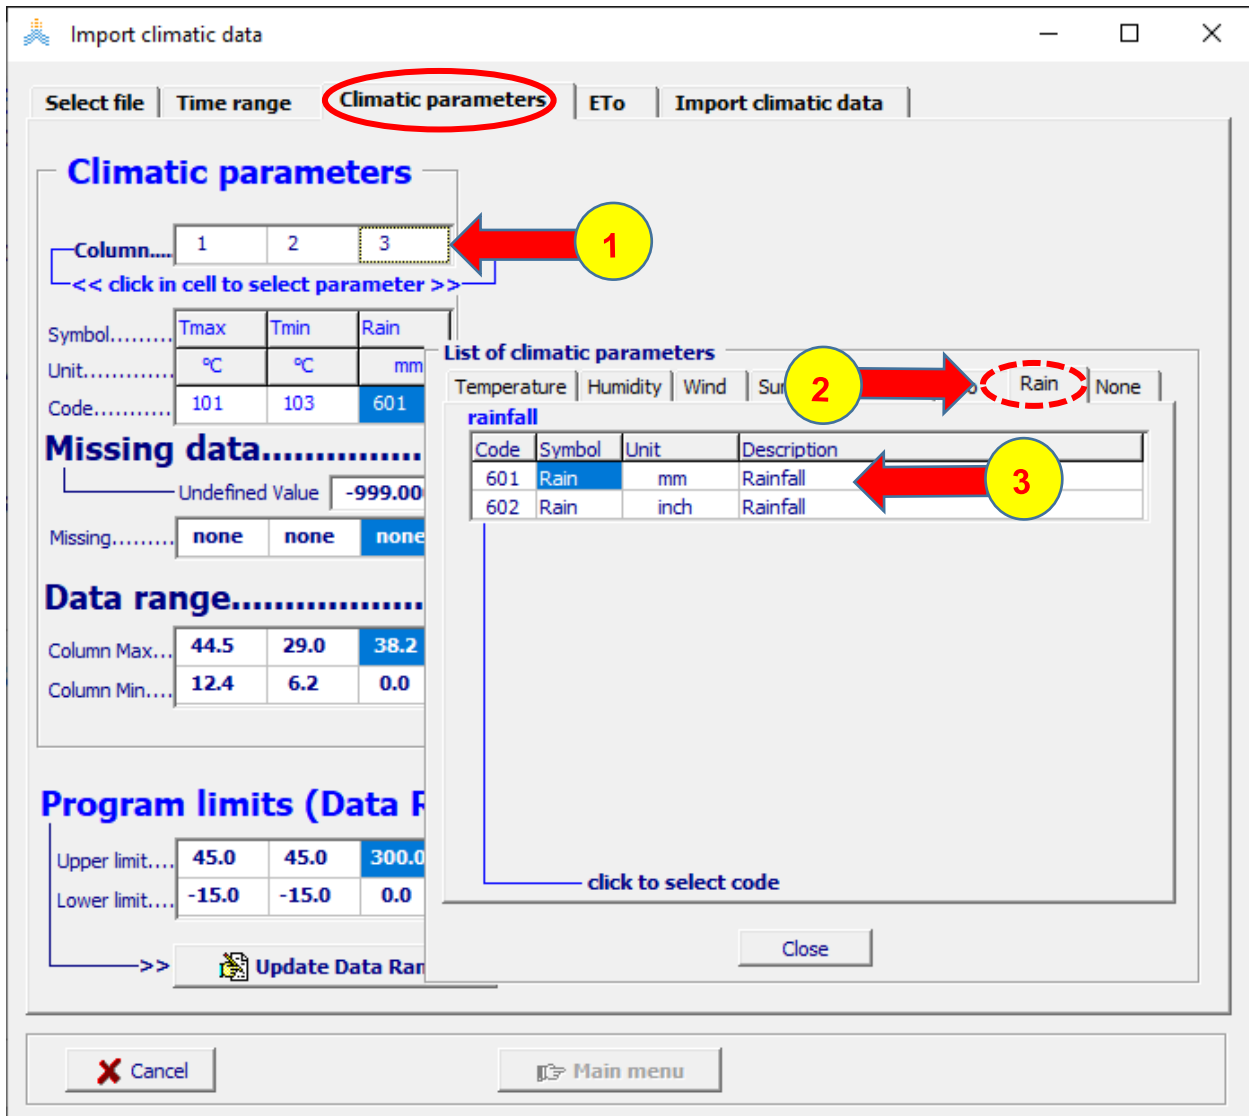 Import climatic data
Select file Time range Climatic parameters ETo Import climatic data
Climatic parameters
Column.... 1 2 3
1
<< click in cell to select parameter >>
Symbol......... Tmax Tmin Rain
Unit............. ºC ºC mm
Code........... 101 103 601
List of climatic parameters
Temperature Humidity Wind Su 2 Rain None
rainfall
Code Symbol Unit Description
601 Rain mm Rainfall
3
602 Rain inch Rainfall
Missing data...............
Undefined Value -999.00
Missing......... none none none
Data range..................
Column Max... 44.5 29.0 38.2
Column Min.... 12.4 6.2 0.0
Program limits (Data R
Upper limit.... 45.0 45.0 300.0
Lower limit.... -15.0 -15.0 0.0
click to select code
>> Update Data Ran
Close
Cancel Main menu